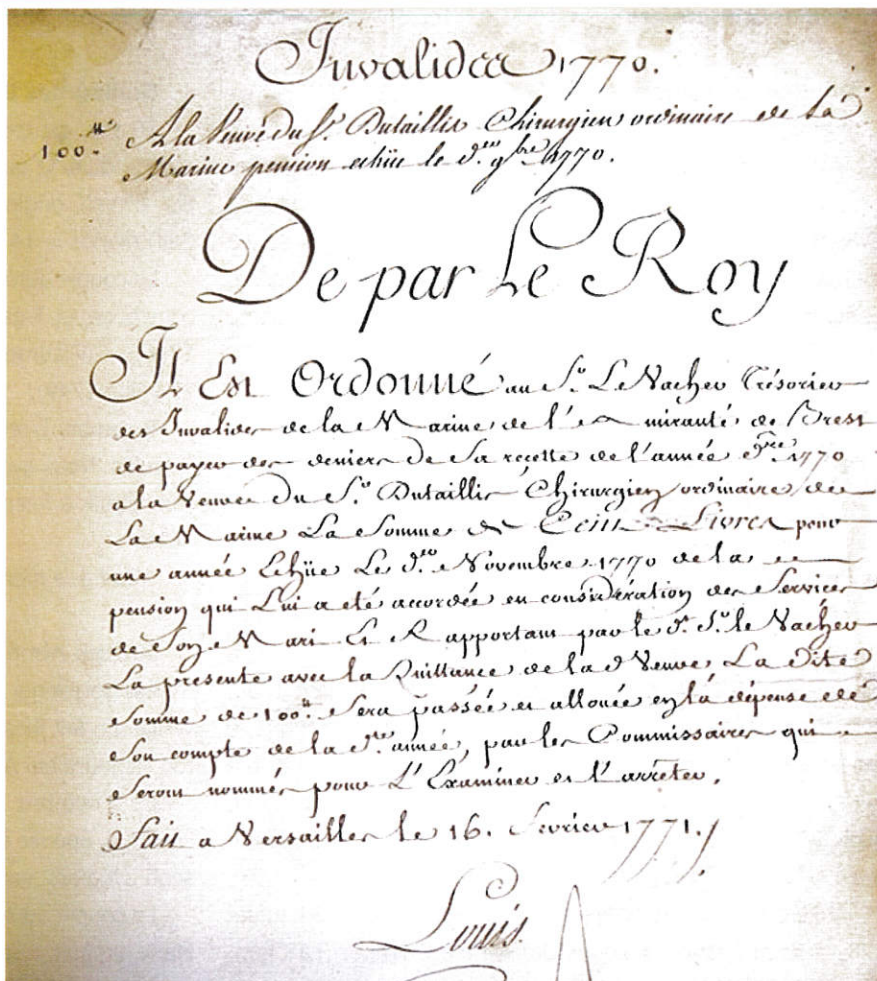 Invalides 1770.
100.ᵗᵗ A la Veuve du S.ʳ Dutaillis Chirurgien ordinaire de la
Marine pension echüe le d.ᵉʳ 9.ᵇʳᵉ 1770.
De par Le Roy
IL Est Ordonné au S.ʳ Le Vacher Trésorier
des Invalides de la Marine de l'Amirauté de Brest
de payer des deniers de Sa recette de l'année 1770
a la Veuve du S.ʳ Dutaillis Chirurgien ordinaire de
La Marine La Somme de Cent Livres pour
une année Echüe Le d.ᵉʳ Novembre 1770 de la
pension qui Lui a eté accordée en considération des Services
de Son Mari Et Rapportant par le d. S.ʳ le Vacher
La presente avec la Quittance de la d Veuve La dite
Somme de 100.ᵗᵗ Sera passée et allouée en la dépense de
Son compte de la d.ᵗᵉ année, par les Commissaires qui
Seront nommés pour L'Examiner et l'arrêter.
Fait a Versailles le 16. Fevrier 1771.
Louis